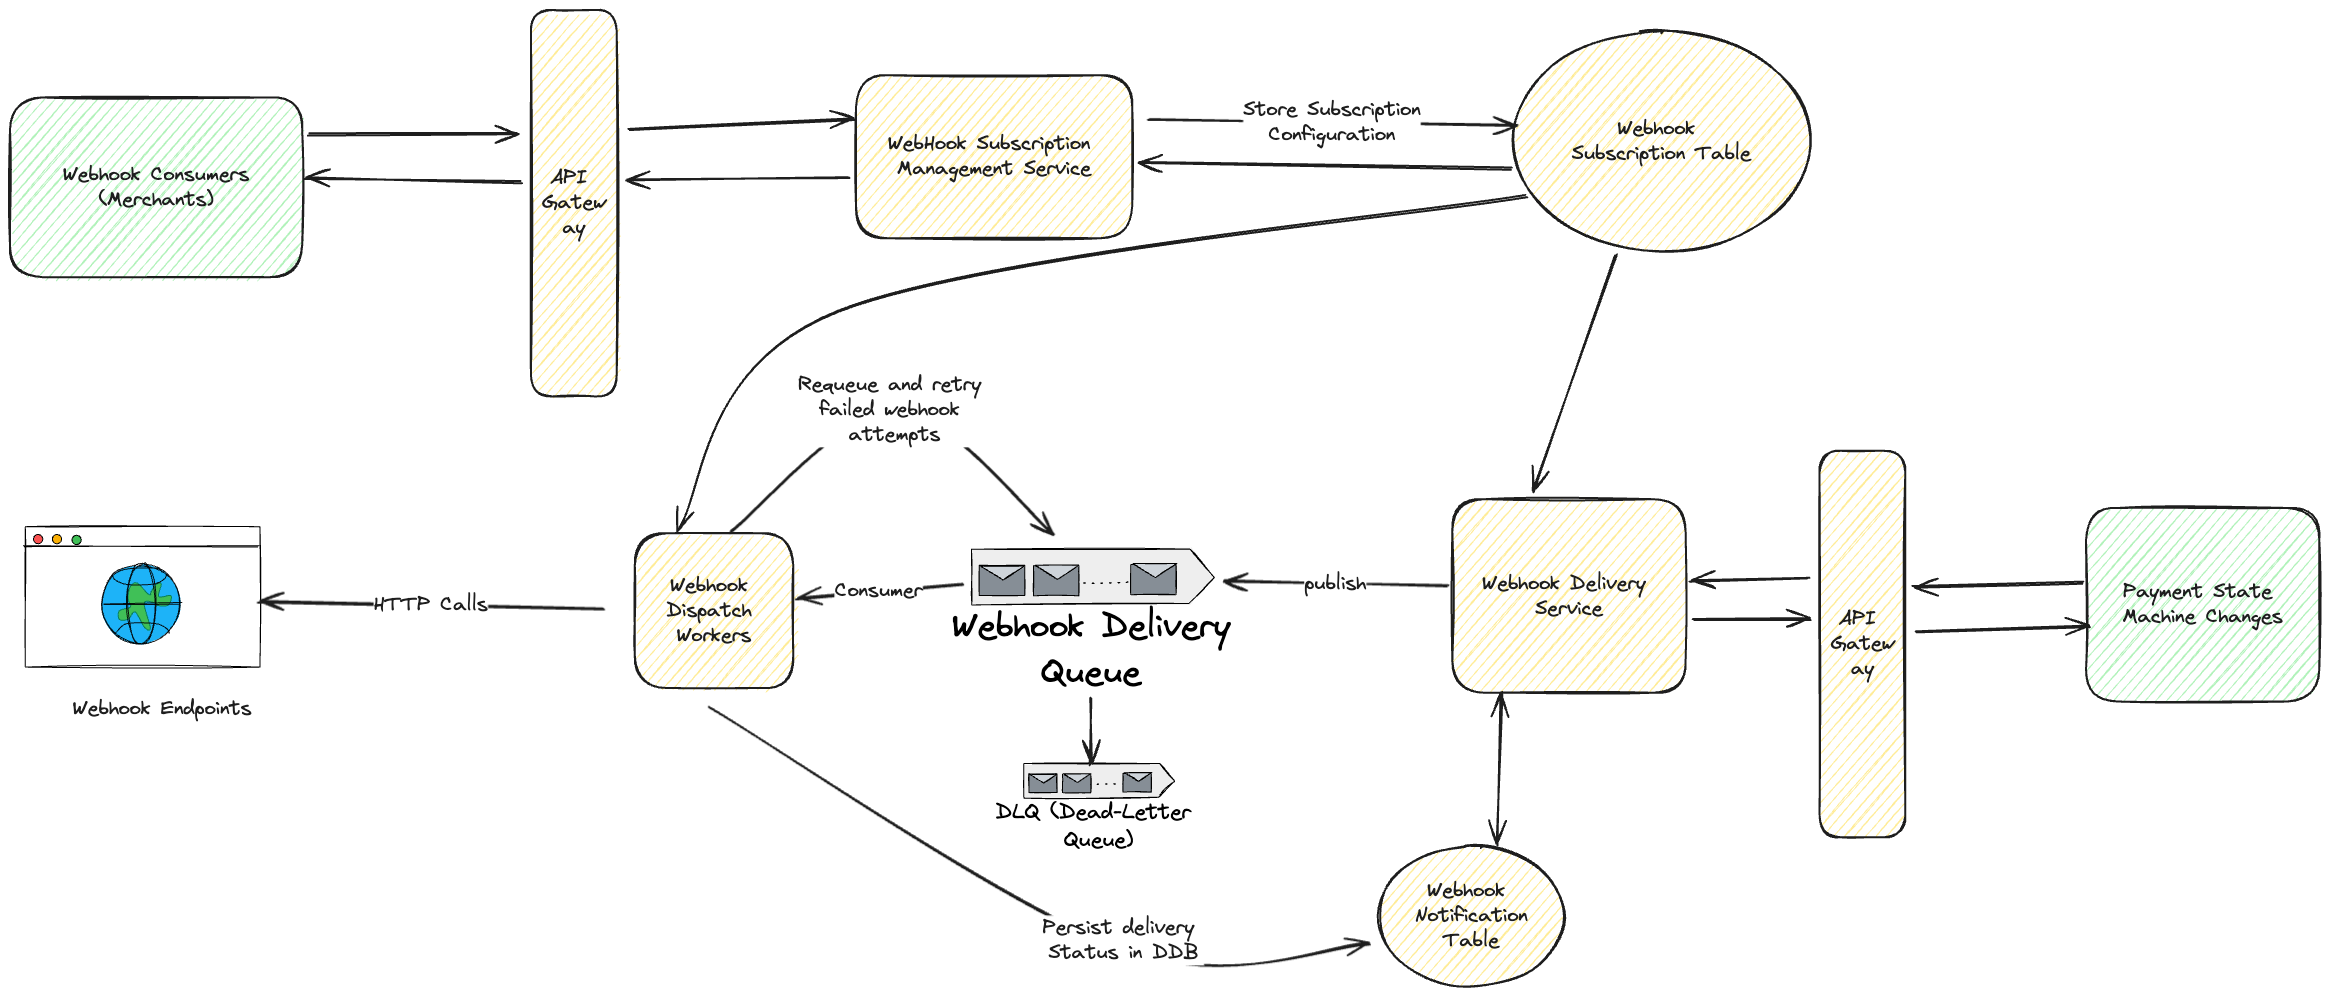 Webhook Consumers
(Merchants)
API
Gatew
ay
WebHook Subscription
Management Service
Store Subscription
Configuration
Webhook
Subscription Table
Requeue and retry
failed webhook
attempts
HTTP Calls
Webhook Endpoints
Webhook
Dispatch
Workers
Consumer
Webhook Delivery
Queue
publish
Webhook Delivery
Service
API
Gatew
ay
Payment State
Machine Changes
DLQ (Dead-Letter
Queue)
Persist delivery
Status in DDB
Webhook
Notification
Table